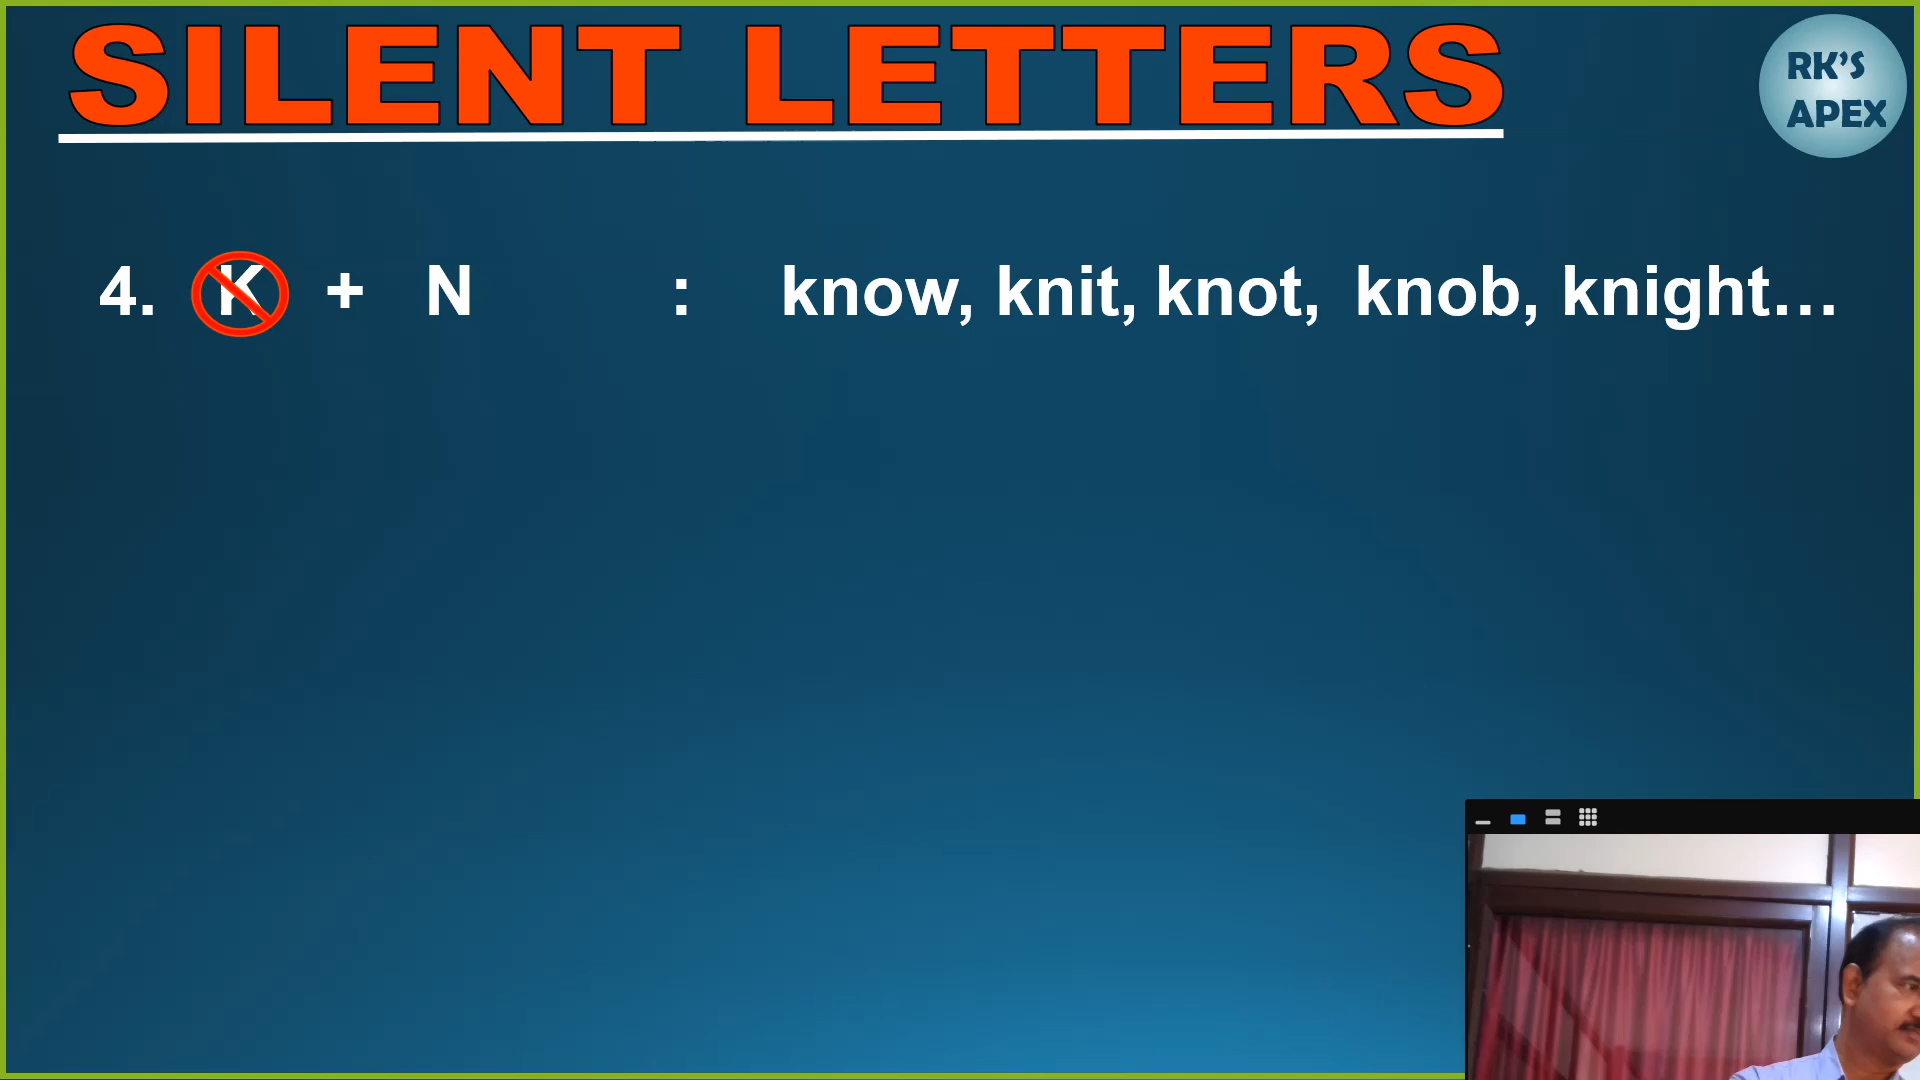 SILENT LETTERS
RK'S
APEX
4. K + N : know, knit, knot, knob, knight…